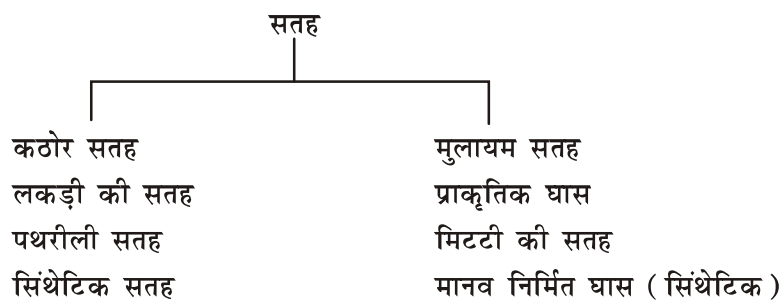 सतह
कठोर सतह
लकड़ी की सतह
पथरीली सतह
सिंथेटिक सतह
मुलायम सतह
प्राकृतिक घास
मिटटी की सतह
मानव निर्मित घास ( सिंथेटिक )